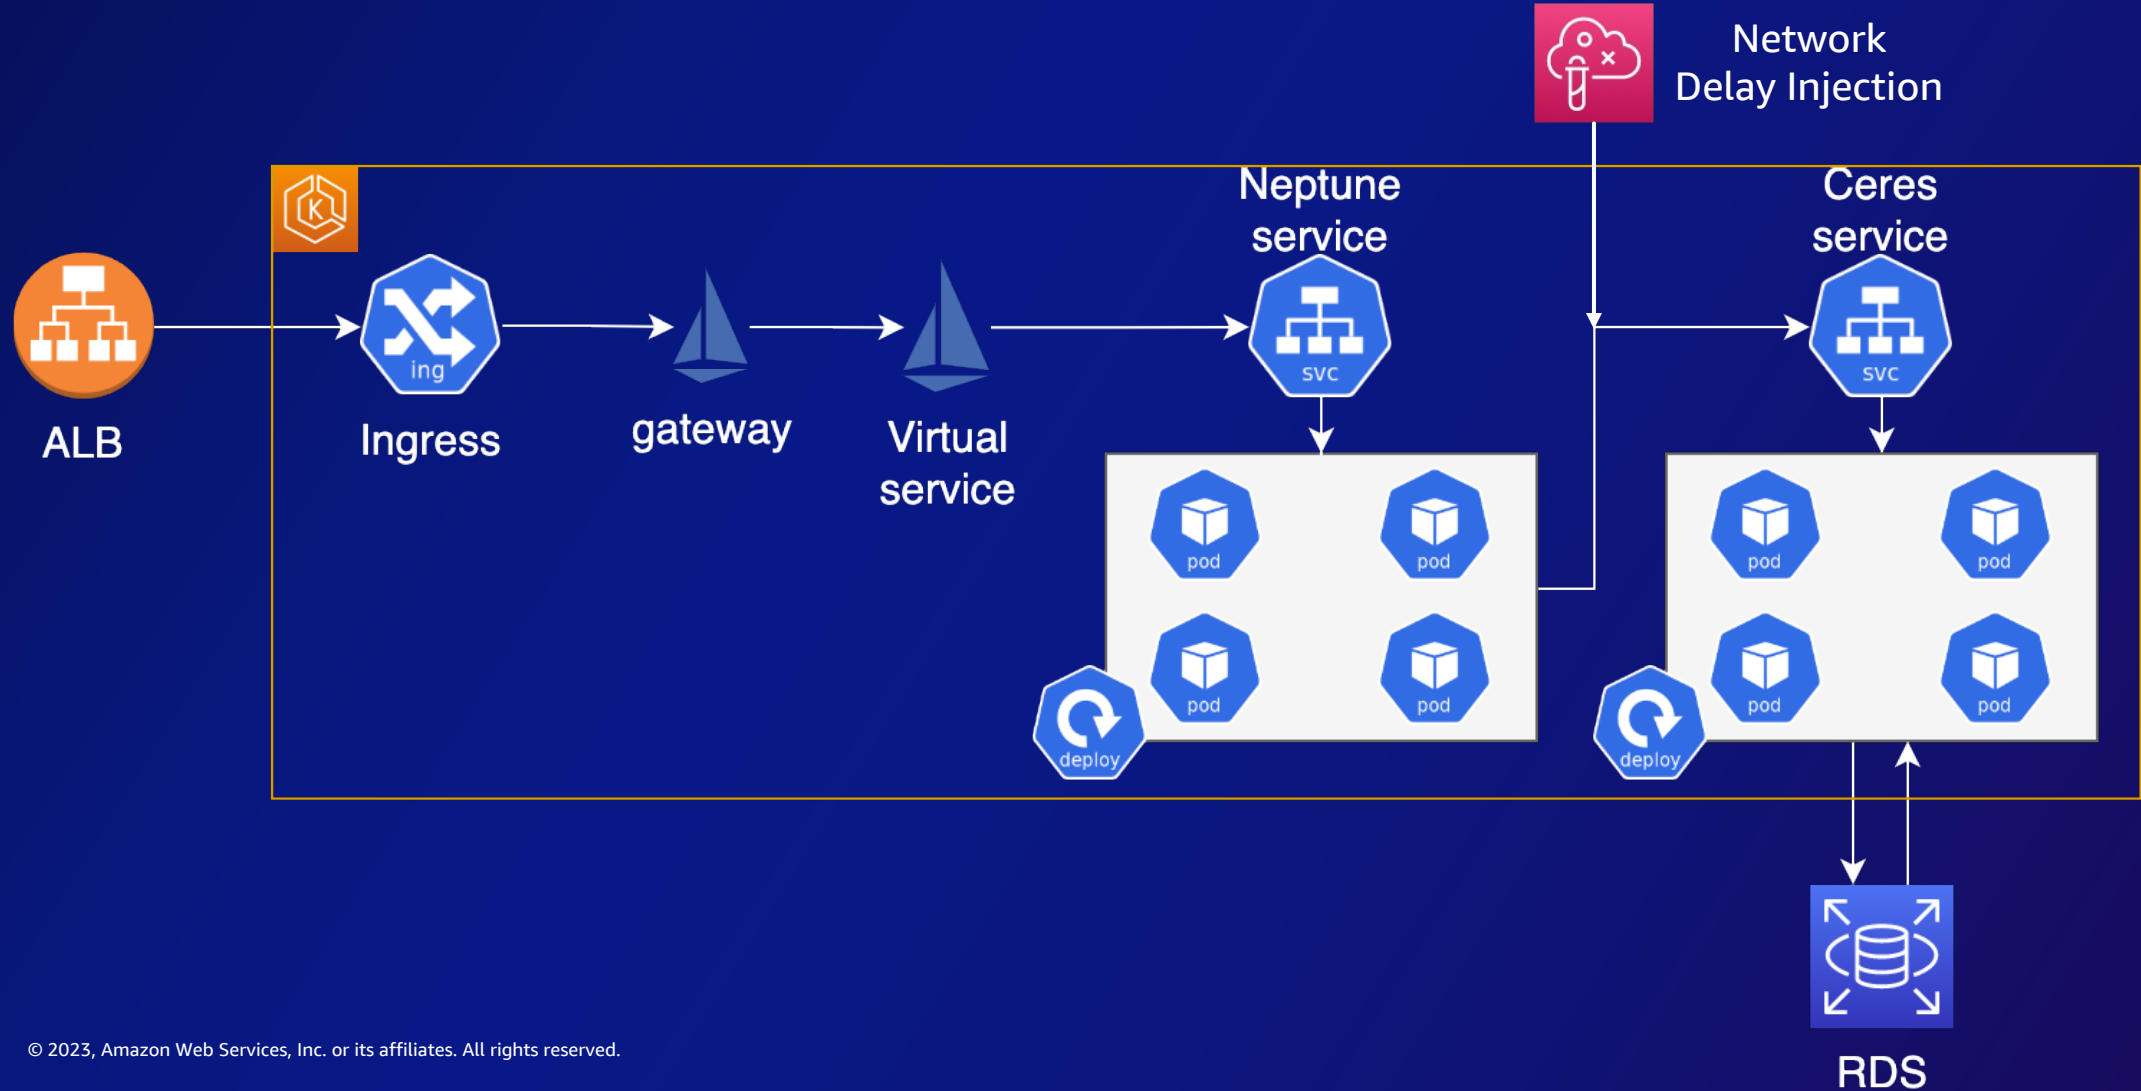 Network
Delay Injection
Neptune
service
Ceres
service
K
ing
svc
svc
ALB
Ingress
gateway
Virtual
service
pod
pod
pod
pod
pod
pod
pod
pod
deploy
deploy
© 2023, Amazon Web Services, Inc. or its affiliates. All rights reserved.
RDS